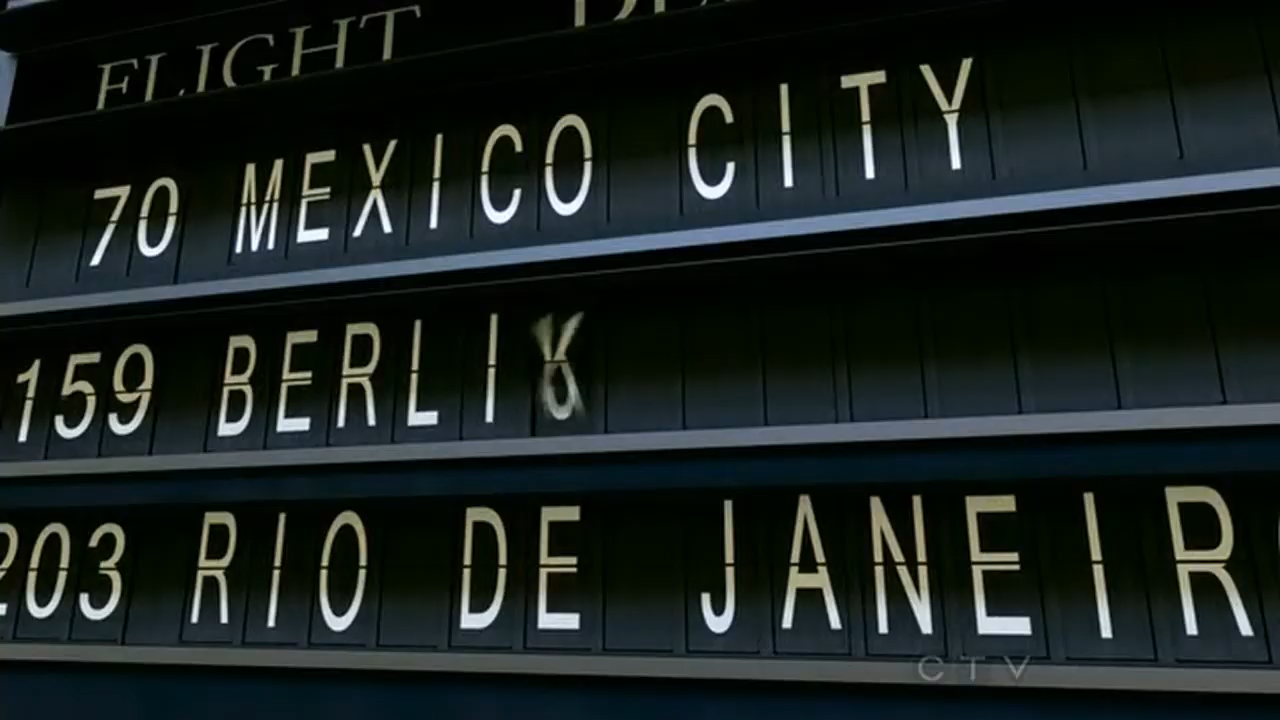 FLIGHT
70 MEXICO CITY
159 BERLI
203 RIO DE JANEIR
CTV